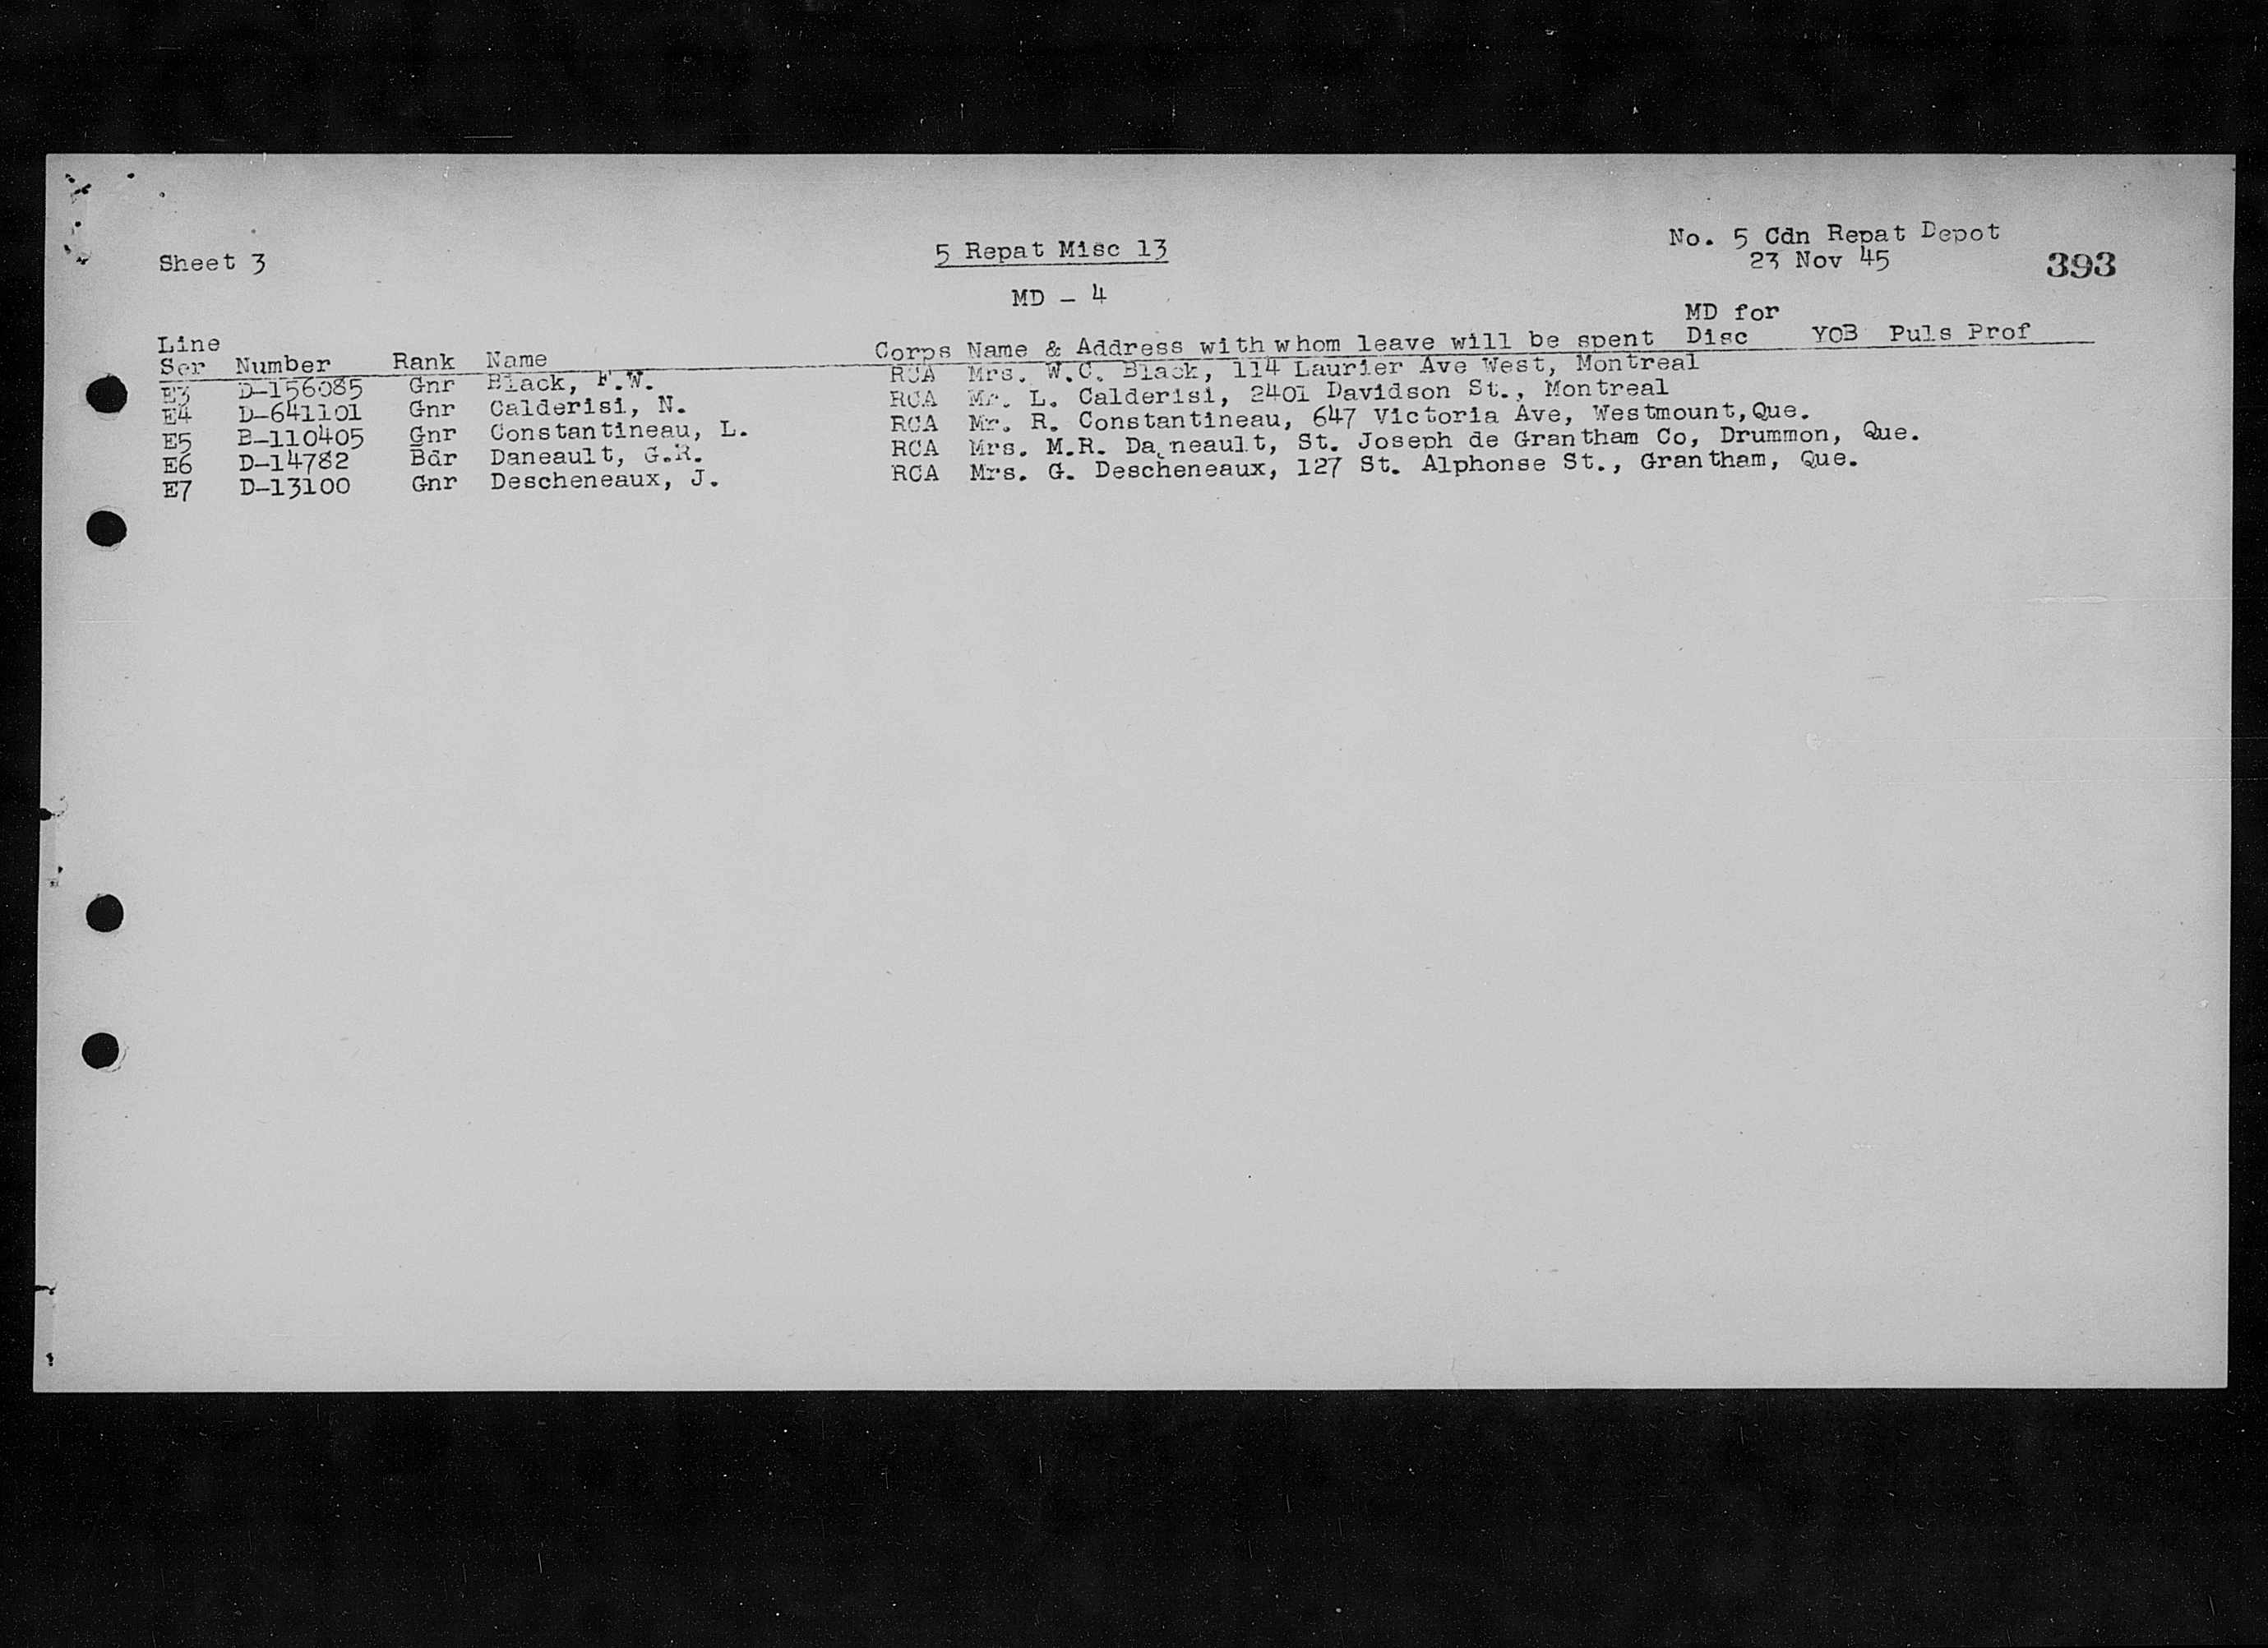 Sheet 3
5 Repat Misc 13
No. 5 Cdn Repat Depot
23 Nov 45
393
MD - 4
Line Ser Number Rank Name Corps Name & Address with whom leave will be spent MD for Disc YOB Puls Prof
E3 D-156085 Gnr Black, F.W. RCA Mrs. W.C. Black, 114 Laurier Ave West, Montreal
E4 D-641101 Gnr Calderisi, N. RCA Mr. L. Calderisi, 2401 Davidson St., Montreal
E5 B-110405 Gnr Constantineau, L. RCA Mr. R. Constantineau, 647 Victoria Ave, Westmount, Que.
E6 D-14782 Bdr Daneault, G.R. RCA Mrs. M.R. Daneault, St. Joseph de Grantham Co, Drummon, Que.
E7 D-13100 Gnr Descheneaux, J. RCA Mrs. G. Descheneaux, 127 St. Alphonse St., Grantham, Que.